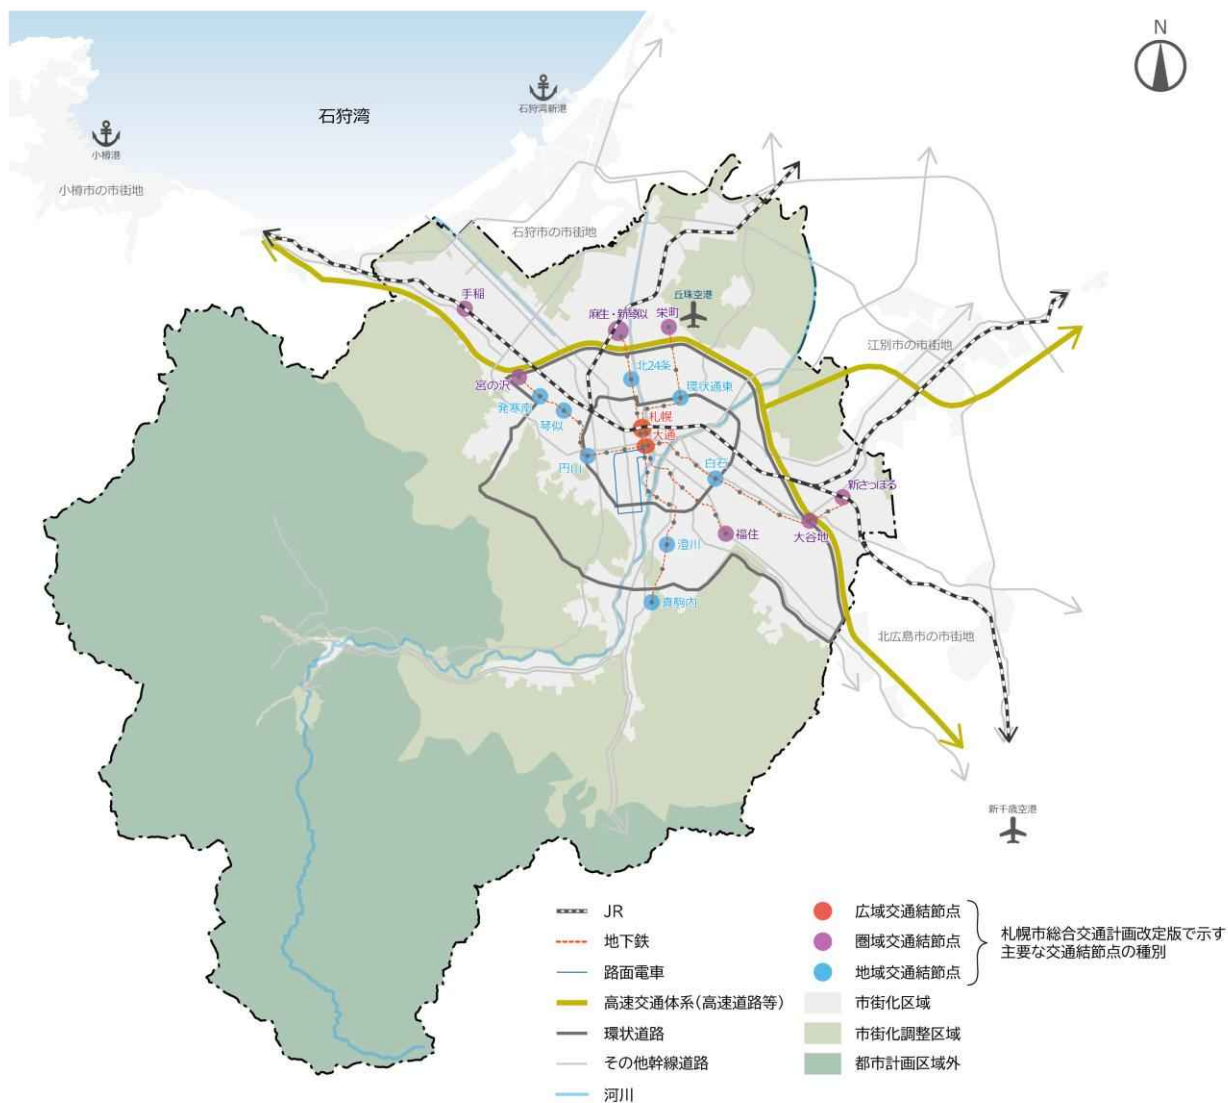 N
石狩湾
石狩湾新港
小樽港
小樽市の市街地
石狩市の市街地
丘珠空港
手稲
麻生・新琴似
栄町
江別市の市街地
北24条
宮の沢
環状通東
発寒南
札幌
琴似
大通
円山
白石
新さっぽろ
福住
大谷地
澄川
真駒内
北広島市の市街地
新千歳空港
JR
地下鉄
路面電車
高速交通体系(高速道路等)
環状道路
その他幹線道路
河川
広域交通結節点
圏域交通結節点
地域交通結節点
札幌市総合交通計画改定版で示す
主要な交通結節点の種別
市街化区域
市街化調整区域
都市計画区域外